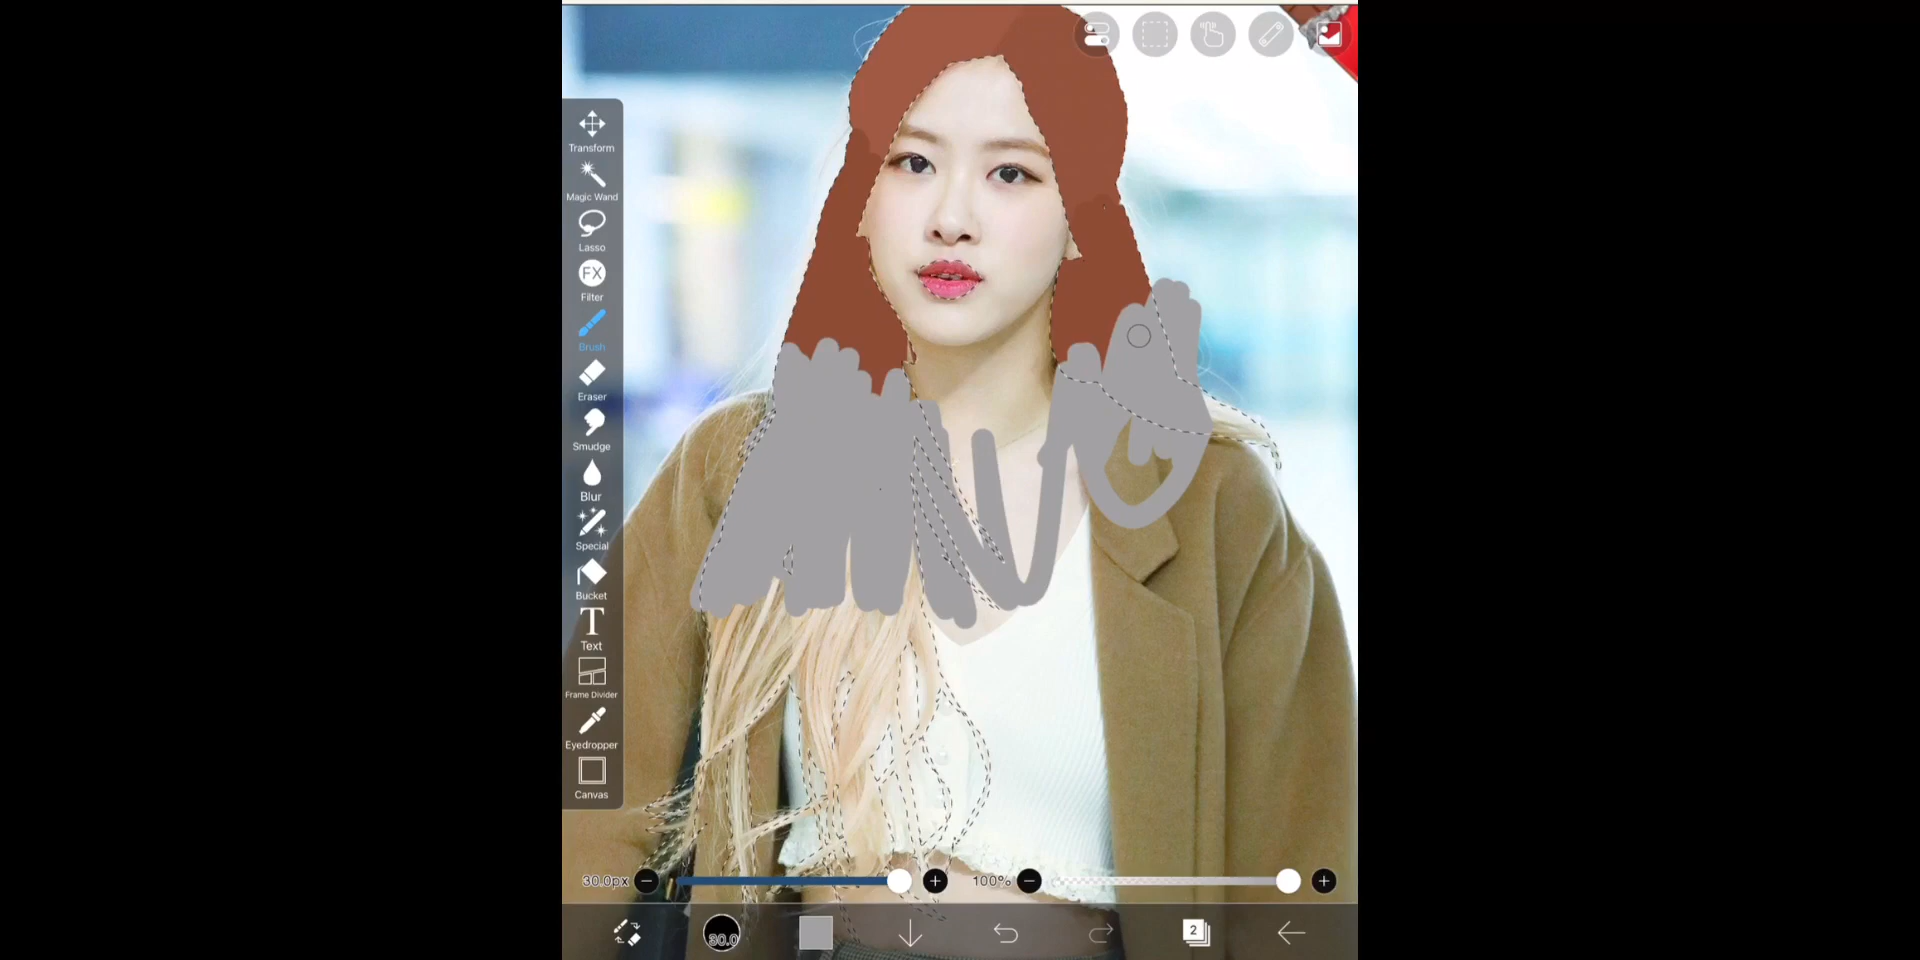 Transform
Magic Wand
Lasso
FX
Filter
Brush
Eraser
Smudge
Blur
Special
Bucket
T
Text
Frame Divider
Eyedropper
Canvas
30.0px
100%
30.0
2